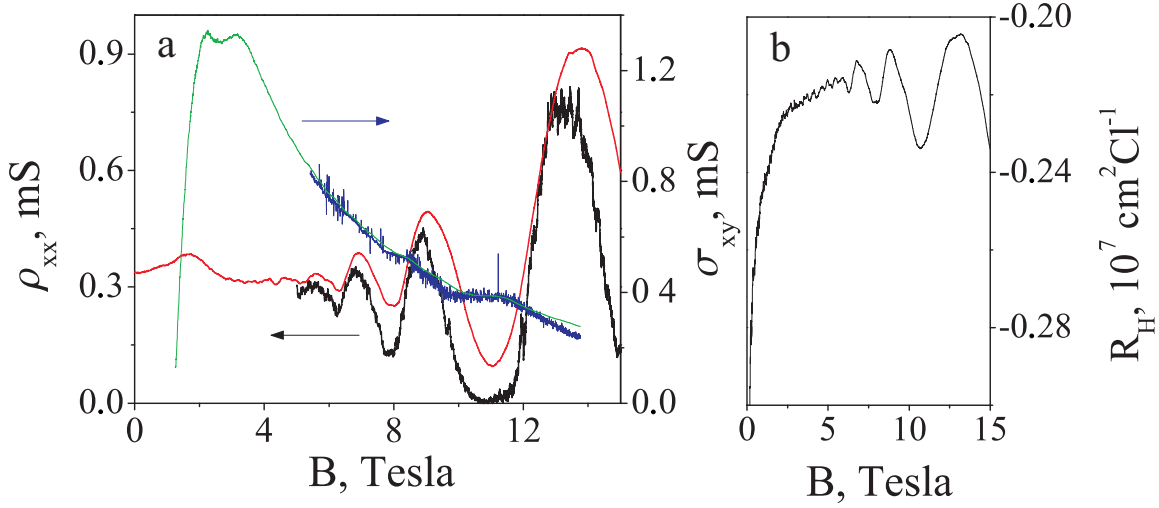 a
0.9
0.6
0.3
0.0
ρxx, mS
0
4
8
12
B, Tesla
1.2
0.8
0.4
0.0
σxy, mS
b
0
5
10
15
B, Tesla
-0.20
-0.24
-0.28
RH, 10^7 cm^2Cl^-1